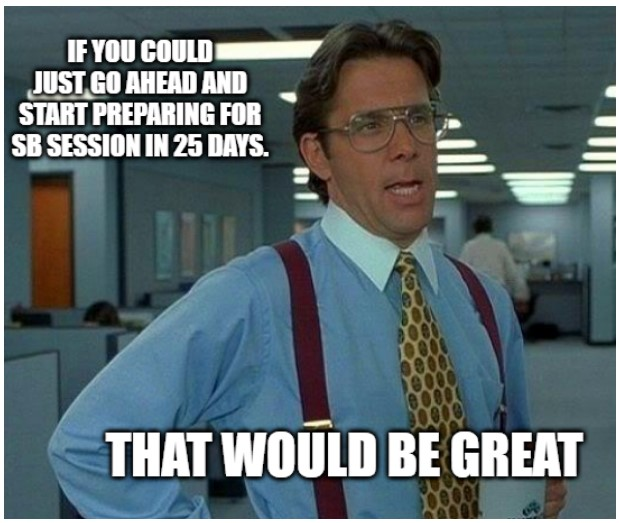 IF YOU COULD
JUST GO AHEAD AND
START PREPARING FOR
SB SESSION IN 25 DAYS.
THAT WOULD BE GREAT